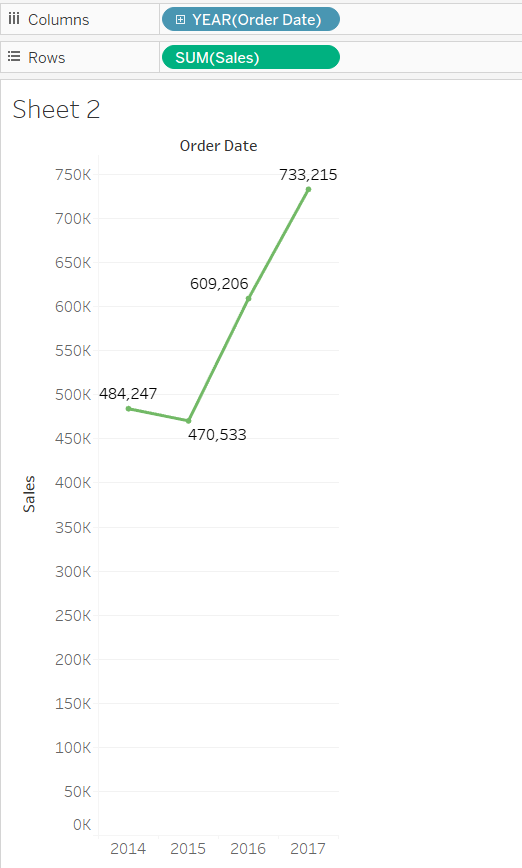 Columns
YEAR(Order Date)
Rows
SUM(Sales)
Sheet 2
Order Date
750K
733,215
700K
650K
609,206
600K
550K
500K
484,247
450K
470,533
400K
Sales
350K
300K
250K
200K
150K
100K
50K
0K
2014 2015 2016 2017